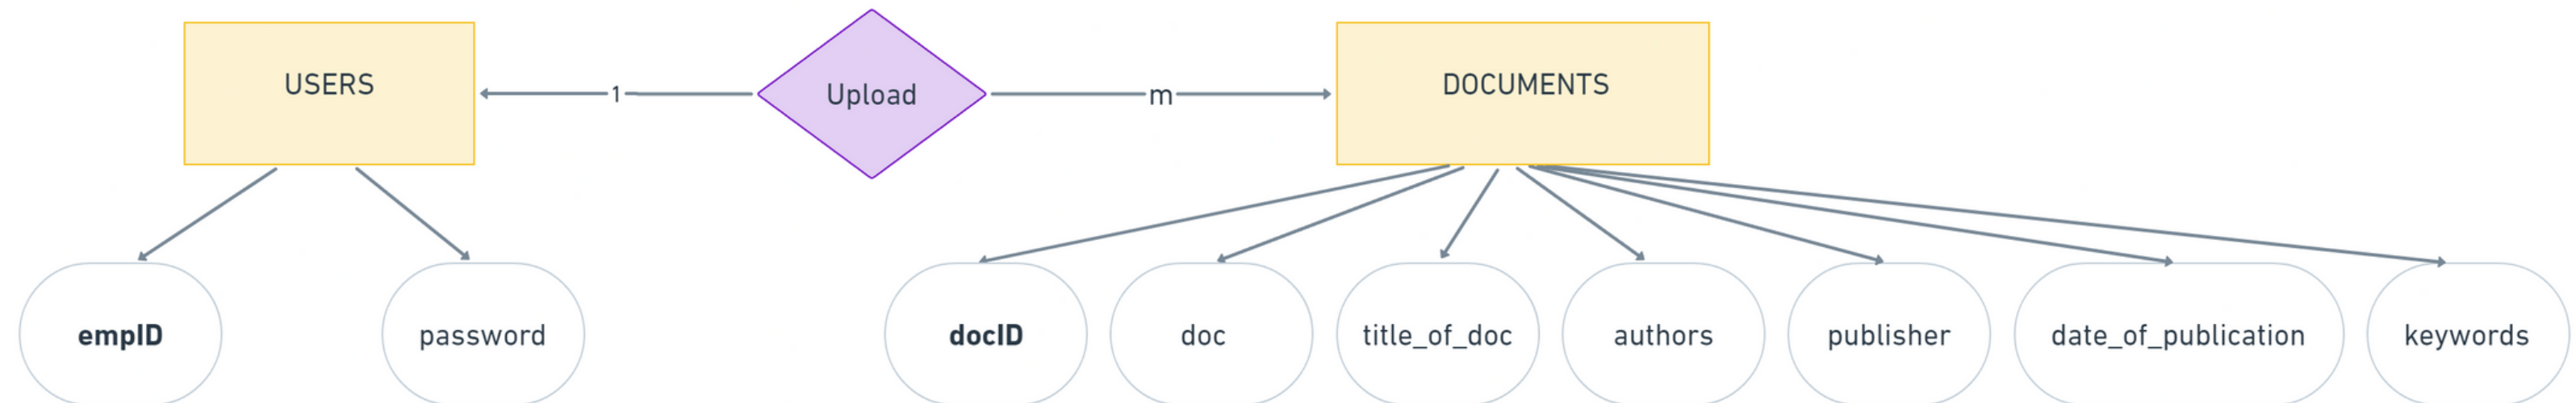 USERS
1
Upload
m
DOCUMENTS
empID
password
docID
doc
title_of_doc
authors
publisher
date_of_publication
keywords